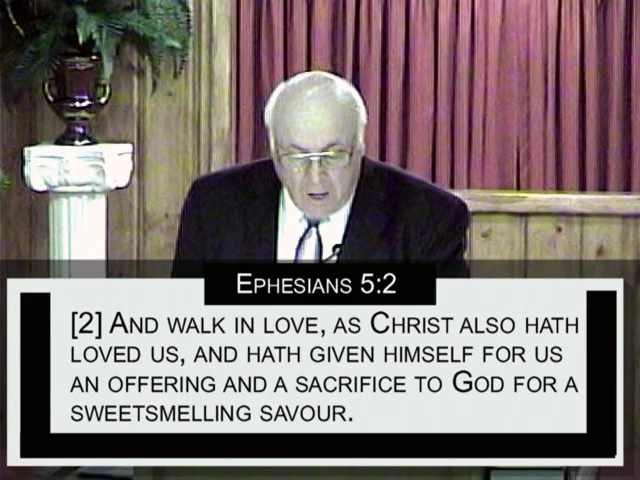 Ephesians 5:2
[2] And walk in love, as Christ also hath
loved us, and hath given himself for us
an offering and a sacrifice to God for a
sweetsmelling savour.